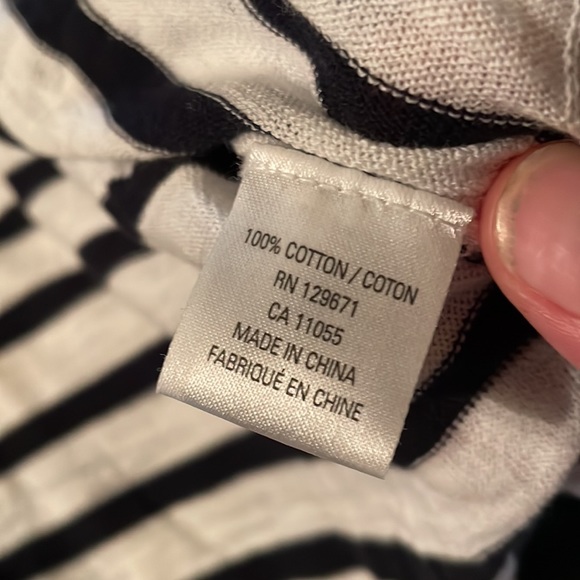 100% COTTON / COTON
RN 129671
CA 11055
MADE IN CHINA
FABRIQUÉ EN CHINE